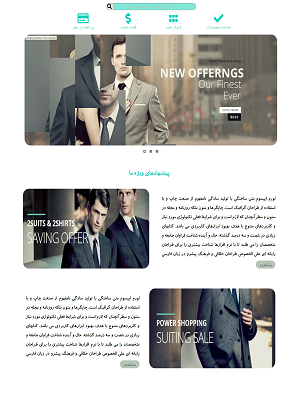 NEW OFFERNGS
Our Finest
Ever
پیشنهادهای ویژه ما
2SUITS & 2SHIRTS
SAVING OFFER
لورم ایپسوم متن ساختگی با تولید سادگی نامفهوم از صنعت چاپ و با
استفاده از طراحان گرافیک است. چاپگرها و متون بلکه روزنامه و مجله در
ستون و سطرآنچنان که لازم است و برای شرایط فعلی تکنولوژی مورد نیاز
و کاربردهای متنوع با هدف بهبود ابزارهای کاربردی می باشد. کتابهای
زیادی در شصت و سه درصد گذشته، حال و آینده شناخت فراوان جامعه و
متخصصان را می طلبد تا با نرم افزارها شناخت بیشتری را برای طراحان
رایانه ای علی الخصوص طراحان خلاقی و فرهنگ پیشرو در زبان فارسی
POWER SHOPPING
SUITING SALE
لورم ایپسوم متن ساختگی با تولید سادگی نامفهوم از صنعت چاپ و با
استفاده از طراحان گرافیک است. چاپگرها و متون بلکه روزنامه و مجله در
ستون و سطرآنچنان که لازم است و برای شرایط فعلی تکنولوژی مورد نیاز
و کاربردهای متنوع با هدف بهبود ابزارهای کاربردی می باشد. کتابهای
زیادی در شصت و سه درصد گذشته، حال و آینده شناخت فراوان جامعه و
متخصصان را می طلبد تا با نرم افزارها شناخت بیشتری را برای طراحان
رایانه ای علی الخصوص طراحان خلاقی و فرهنگ پیشرو در زبان فارسی